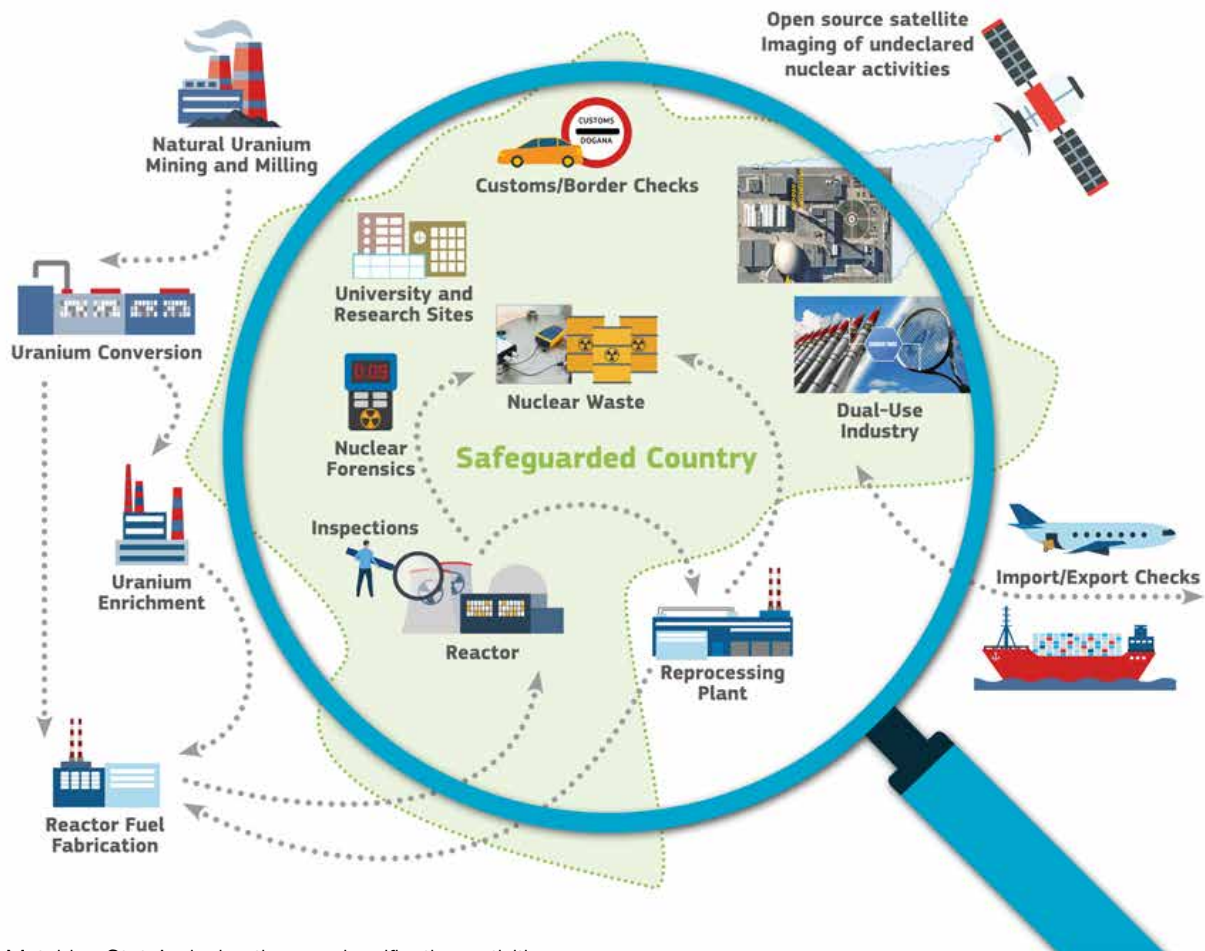 Open source satellite
Imaging of undeclared
nuclear activities
Natural Uranium
Mining and Milling
CUSTOMS
DOGANA
Customs/Border Checks
University and
Research Sites
Uranium Conversion
Nuclear Waste
Dual-Use
Industry
0.09
Nuclear
Forensics
Safeguarded Country
Inspections
Uranium
Enrichment
Import/Export Checks
Reactor
Reprocessing
Plant
Reactor Fuel
Fabrication